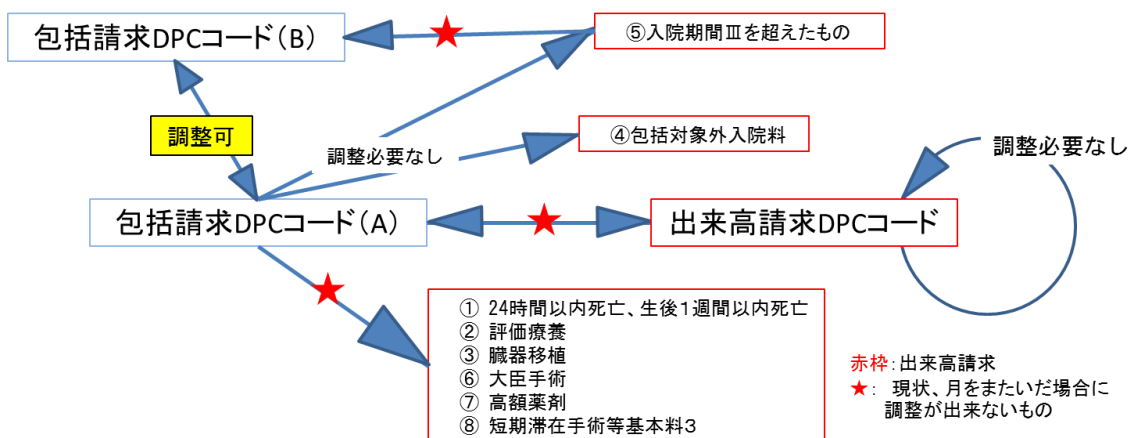 包括請求DPCコード(B)
⑤入院期間Ⅲを超えたもの
調整可
④包括対象外入院料
調整必要なし
調整必要なし
包括請求DPCコード(A)
出来高請求DPCコード
① 24時間以内死亡、生後1週間以内死亡
② 評価療養
③ 臓器移植
⑥ 大臣手術
⑦ 高額薬剤
⑧ 短期滞在手術等基本料3
赤枠:出来高請求
★: 現状、月をまたいだ場合に
調整が出来ないもの